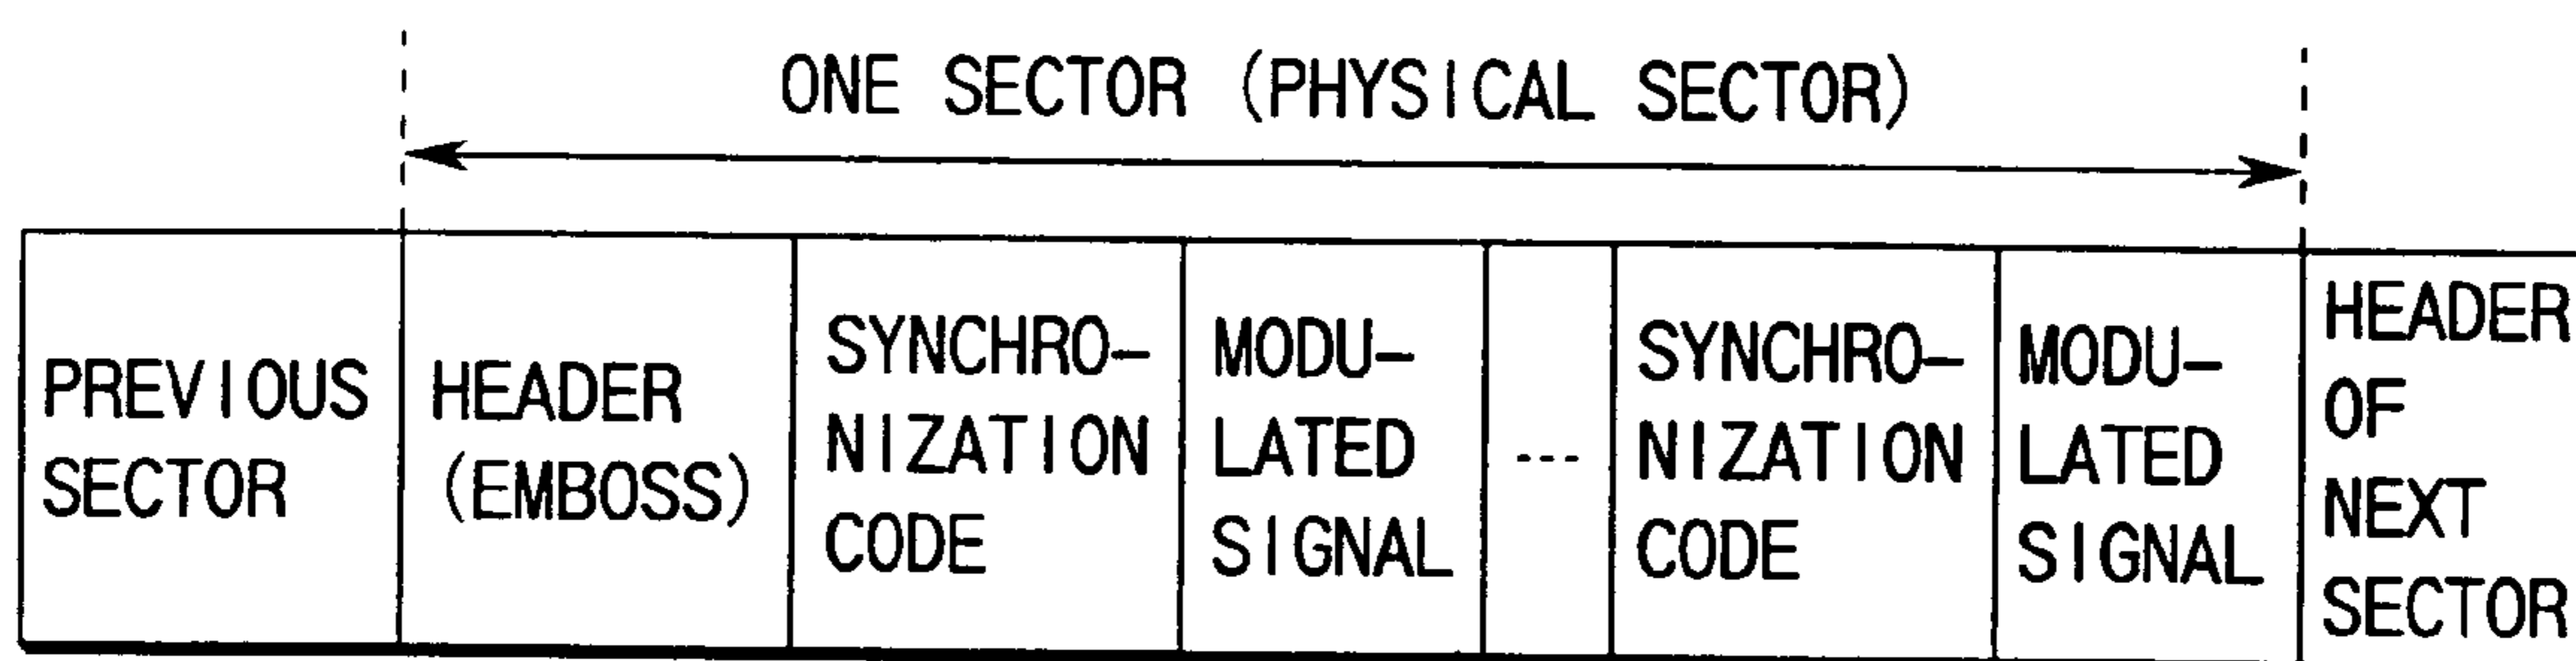 ONE SECTOR (PHYSICAL SECTOR)
PREVIOUS
SECTOR
HEADER
(EMBOSS)
SYNCHRO-
NIZATION
CODE
MODU-
LATED
SIGNAL
---
SYNCHRO-
NIZATION
CODE
MODU-
LATED
SIGNAL
HEADER
OF
NEXT
SECTOR